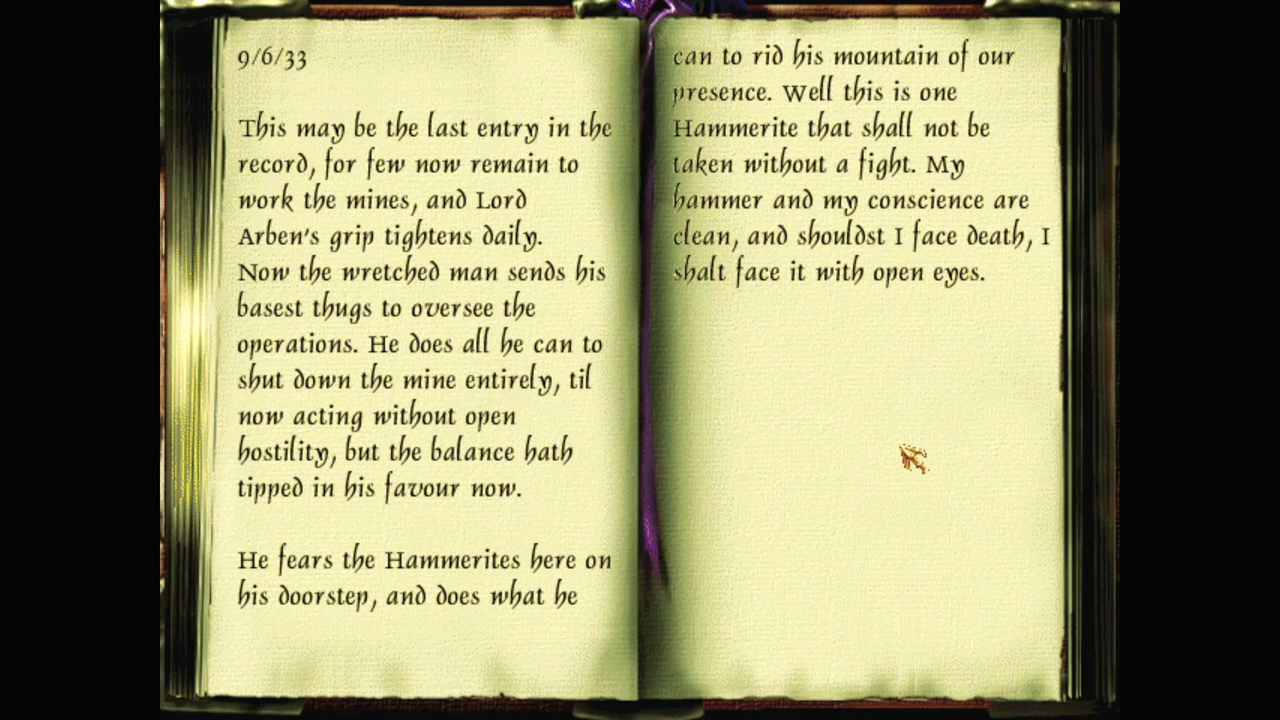 9/6/33
This may be the last entry in the
record, for few now remain to
work the mines, and Lord
Arben's grip tightens daily.
Now the wretched man sends his
basest thugs to oversee the
operations. He does all he can to
shut down the mine entirely, til
now acting without open
hostility, but the balance hath
tipped in his favour now.
He fears the Hammerites here on
his doorstep, and does what he
can to rid his mountain of our
presence. Well this is one
Hammerite that shall not be
taken without a fight. My
hammer and my conscience are
clean, and shouldst I face death, I
shalt face it with open eyes.